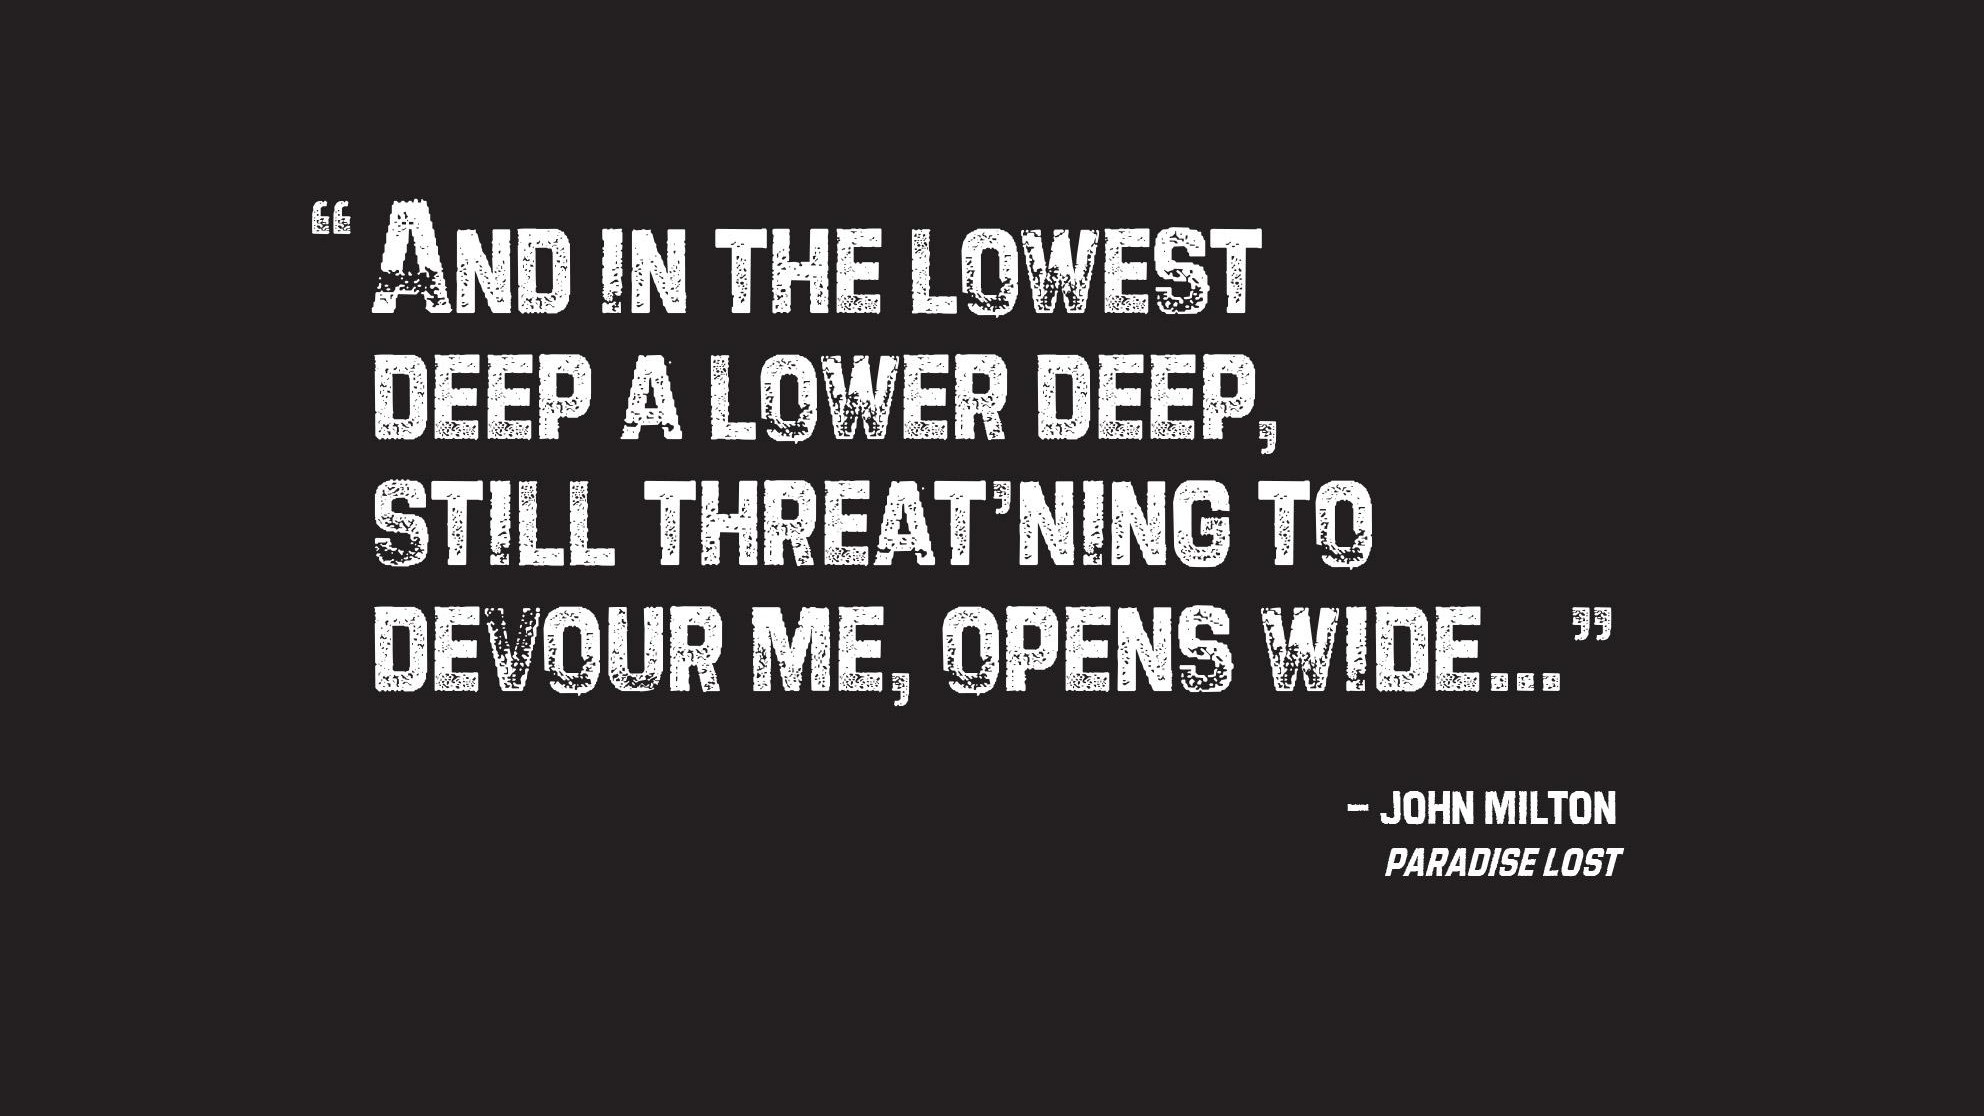 “And in the lowest
deep a lower deep,
still threat’ning to
devour me, opens wide...”
– JOHN MILTON
PARADISE LOST